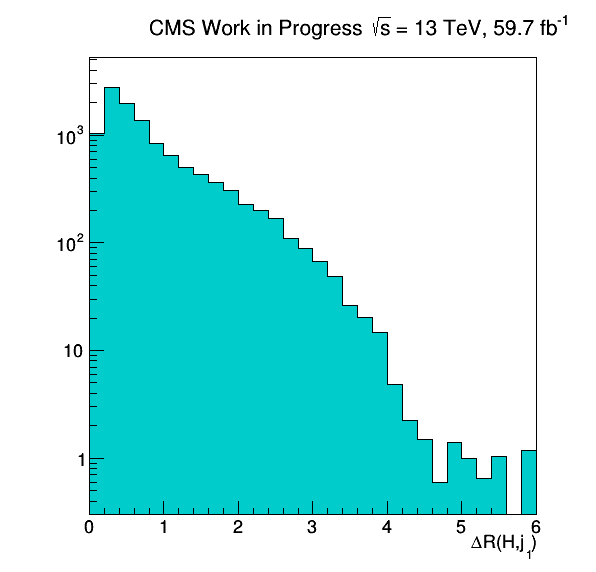 CMS Work in Progress √s = 13 TeV, 59.7 fb⁻¹
10³
10²
10
1
0 1 2 3 4 5 6
ΔR(H,j₁)